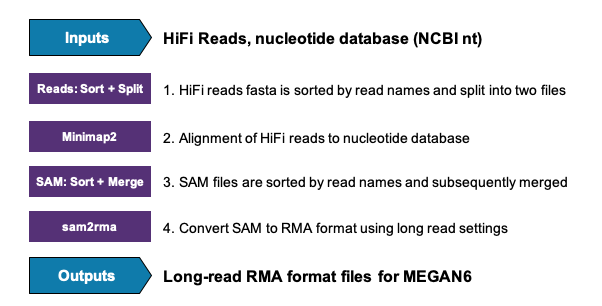 Inputs
HiFi Reads, nucleotide database (NCBI nt)
Reads: Sort + Split
1. HiFi reads fasta is sorted by read names and split into two files
Minimap2
2. Alignment of HiFi reads to nucleotide database
SAM: Sort + Merge
3. SAM files are sorted by read names and subsequently merged
sam2rma
4. Convert SAM to RMA format using long read settings
Outputs
Long-read RMA format files for MEGAN6